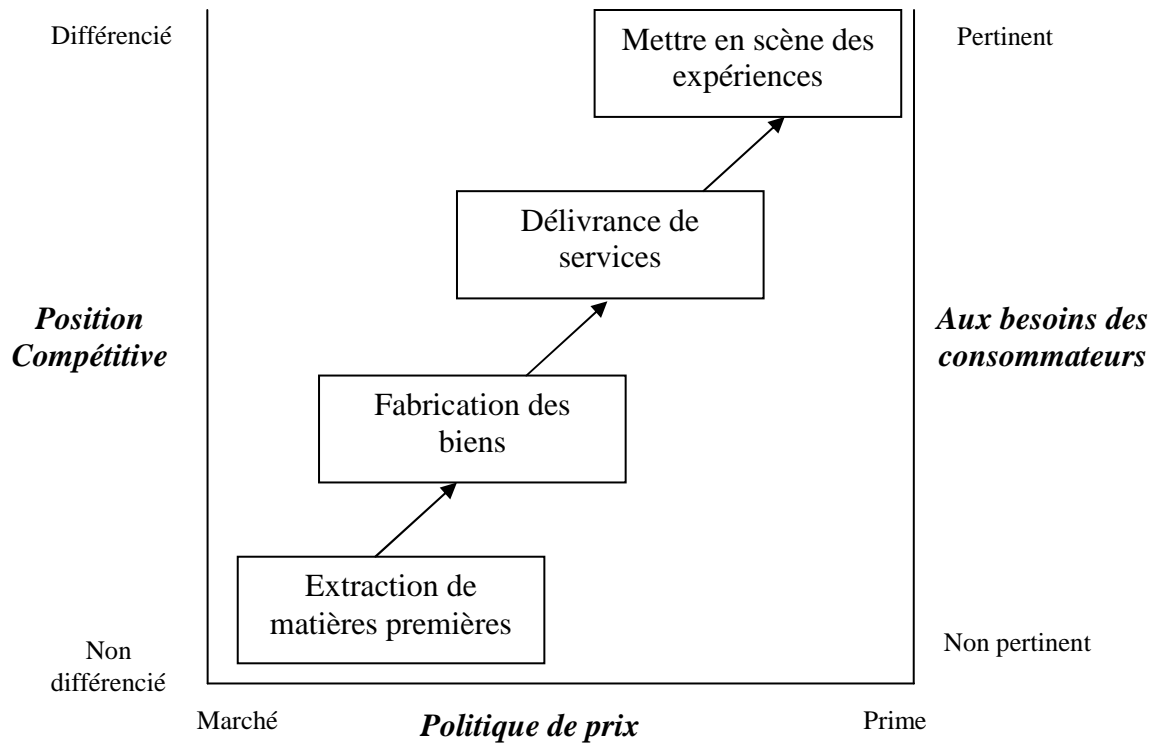 Différencié
Mettre en scène des
expériences
Pertinent
Délivrance de
services
Position
Compétitive
Aux besoins des
consommateurs
Fabrication des
biens
Extraction de
matières premières
Non
différencié
Non pertinent
Marché
Politique de prix
Prime